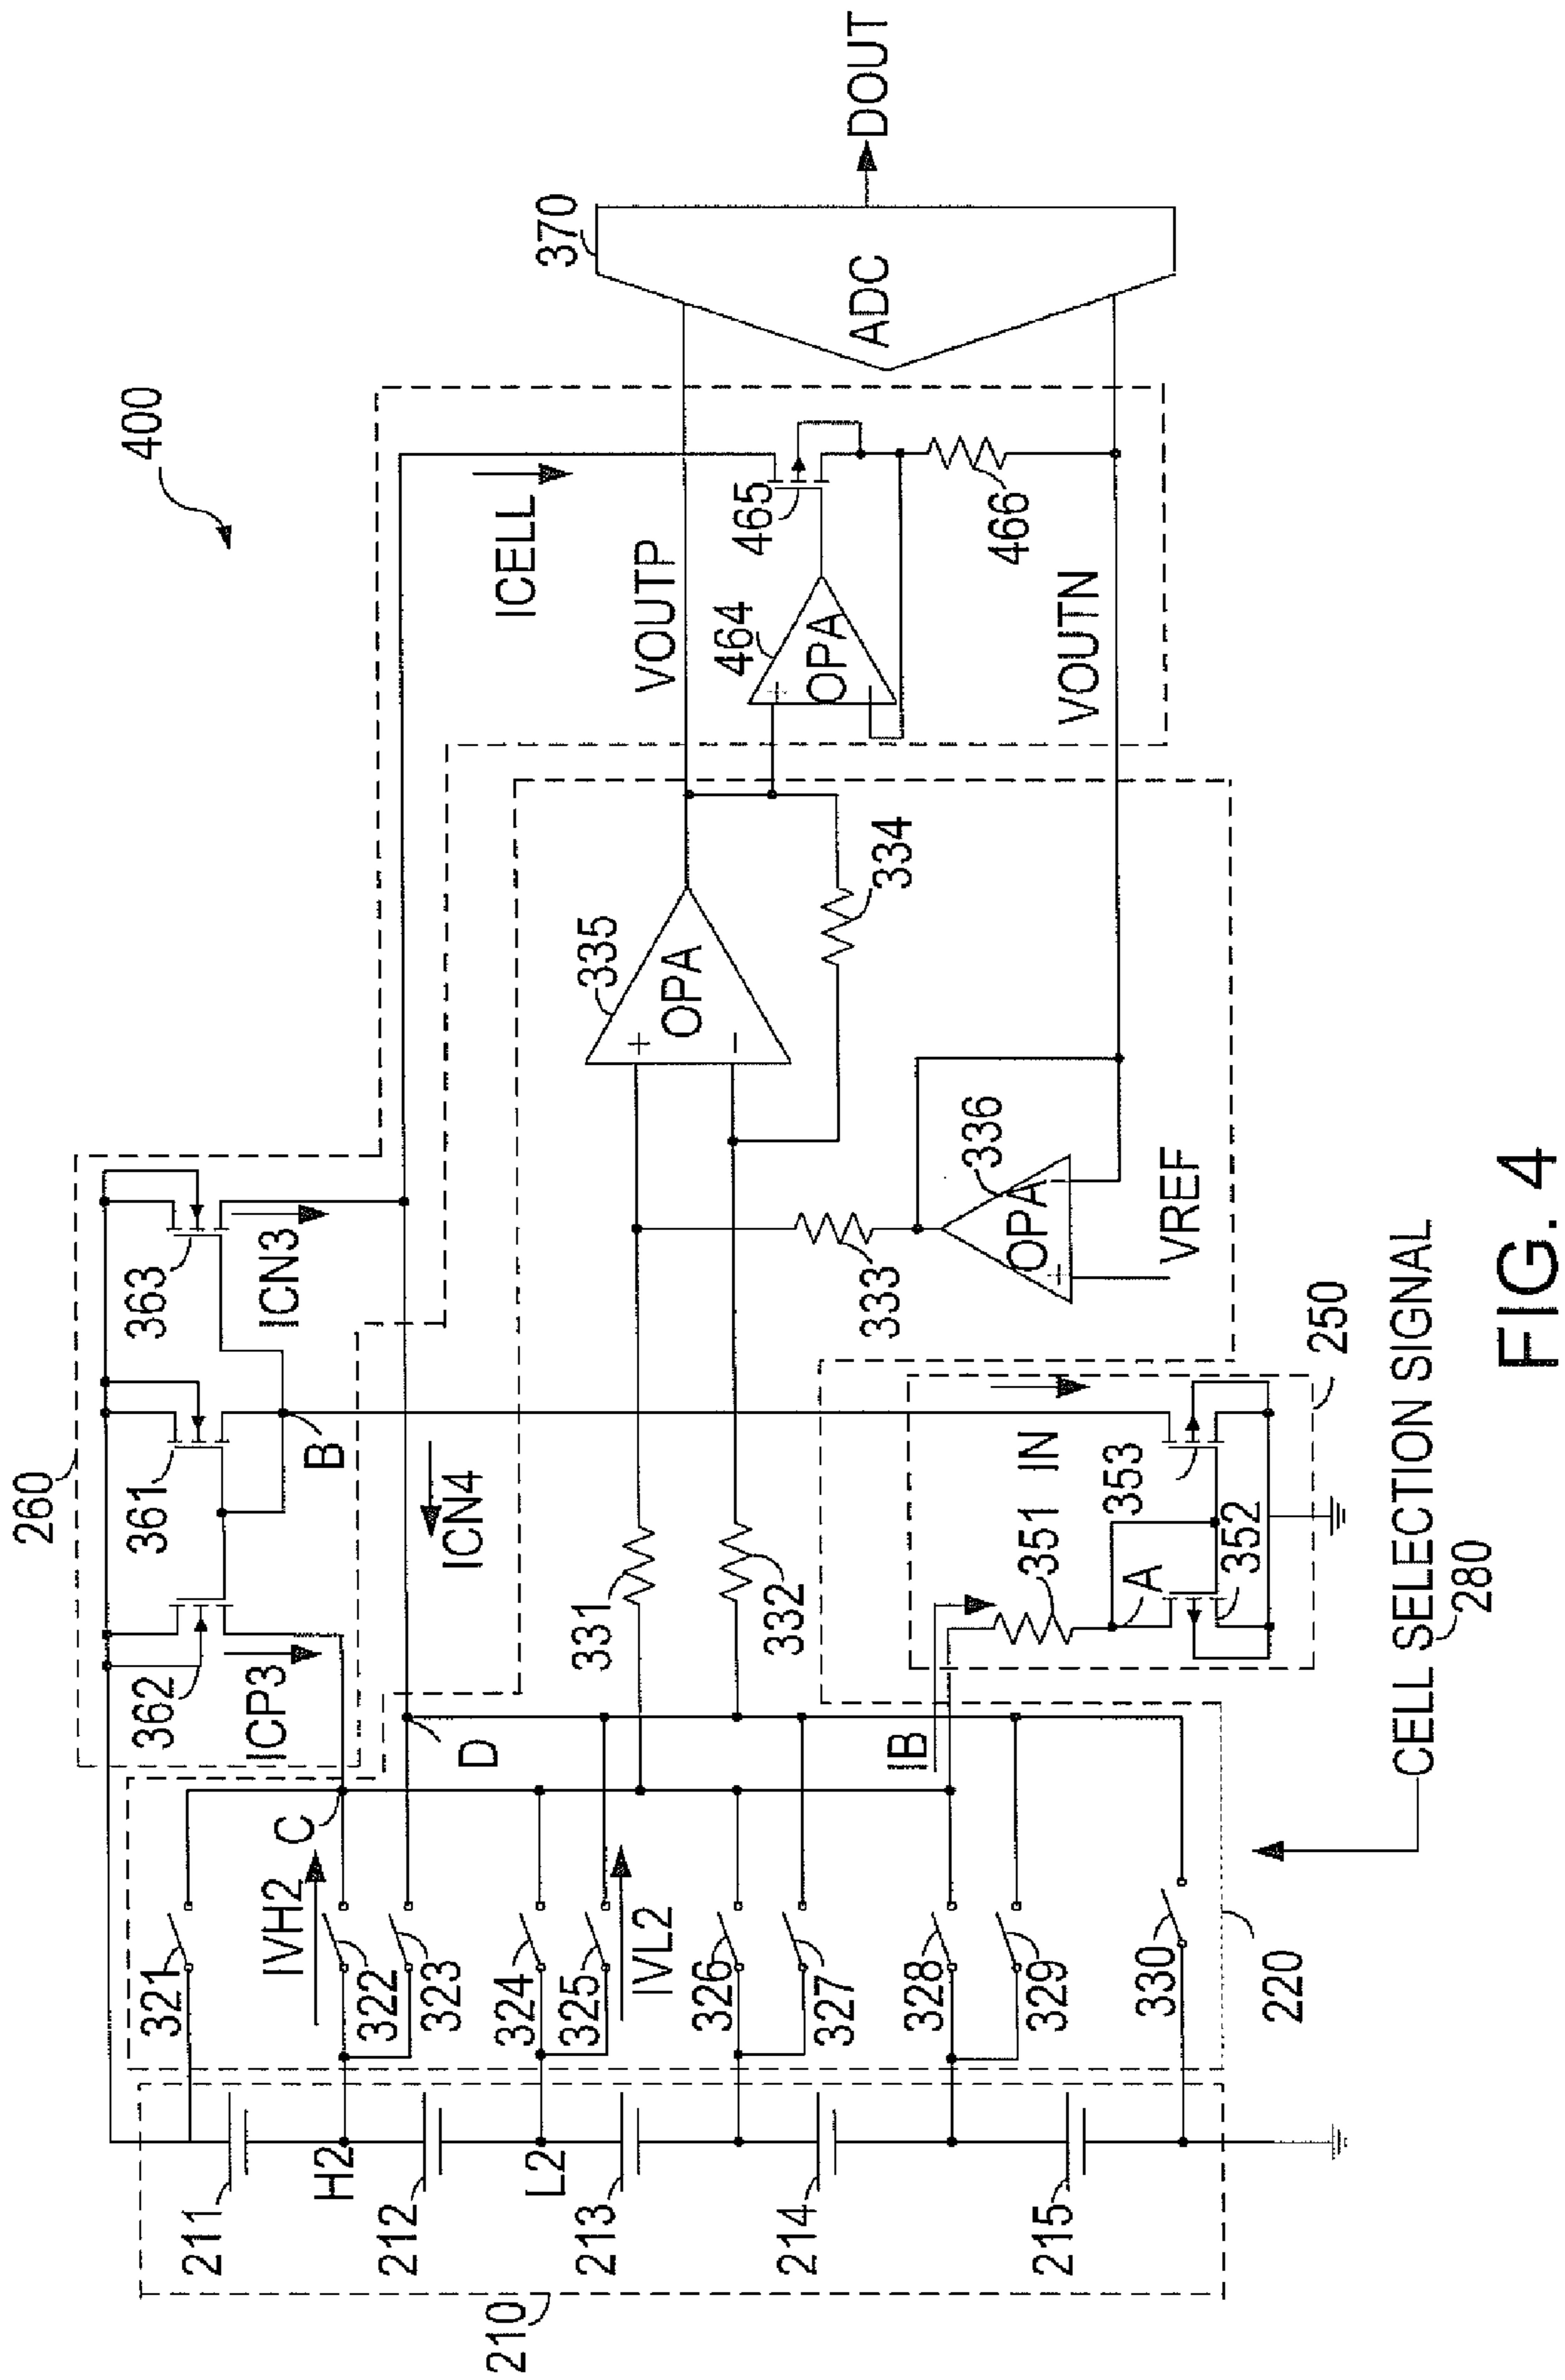 400
260
362
361
363
ICP3
B
ICN3
ICN4
ICELL
C
D
321
IVH2
322
323
324
325
IVL2
326
327
328
329
330
220
210
211
H2
212
L2
213
214
215
331
332
333
334
335
OPA
+
−
336
OPA
+
VREF
VOUTP
464
OPA
+
−
465
466
VOUTN
370
ADC
DOUT
IB
351
IN
A
352
353
250
CELL SELECTION SIGNAL
280
FIG. 4